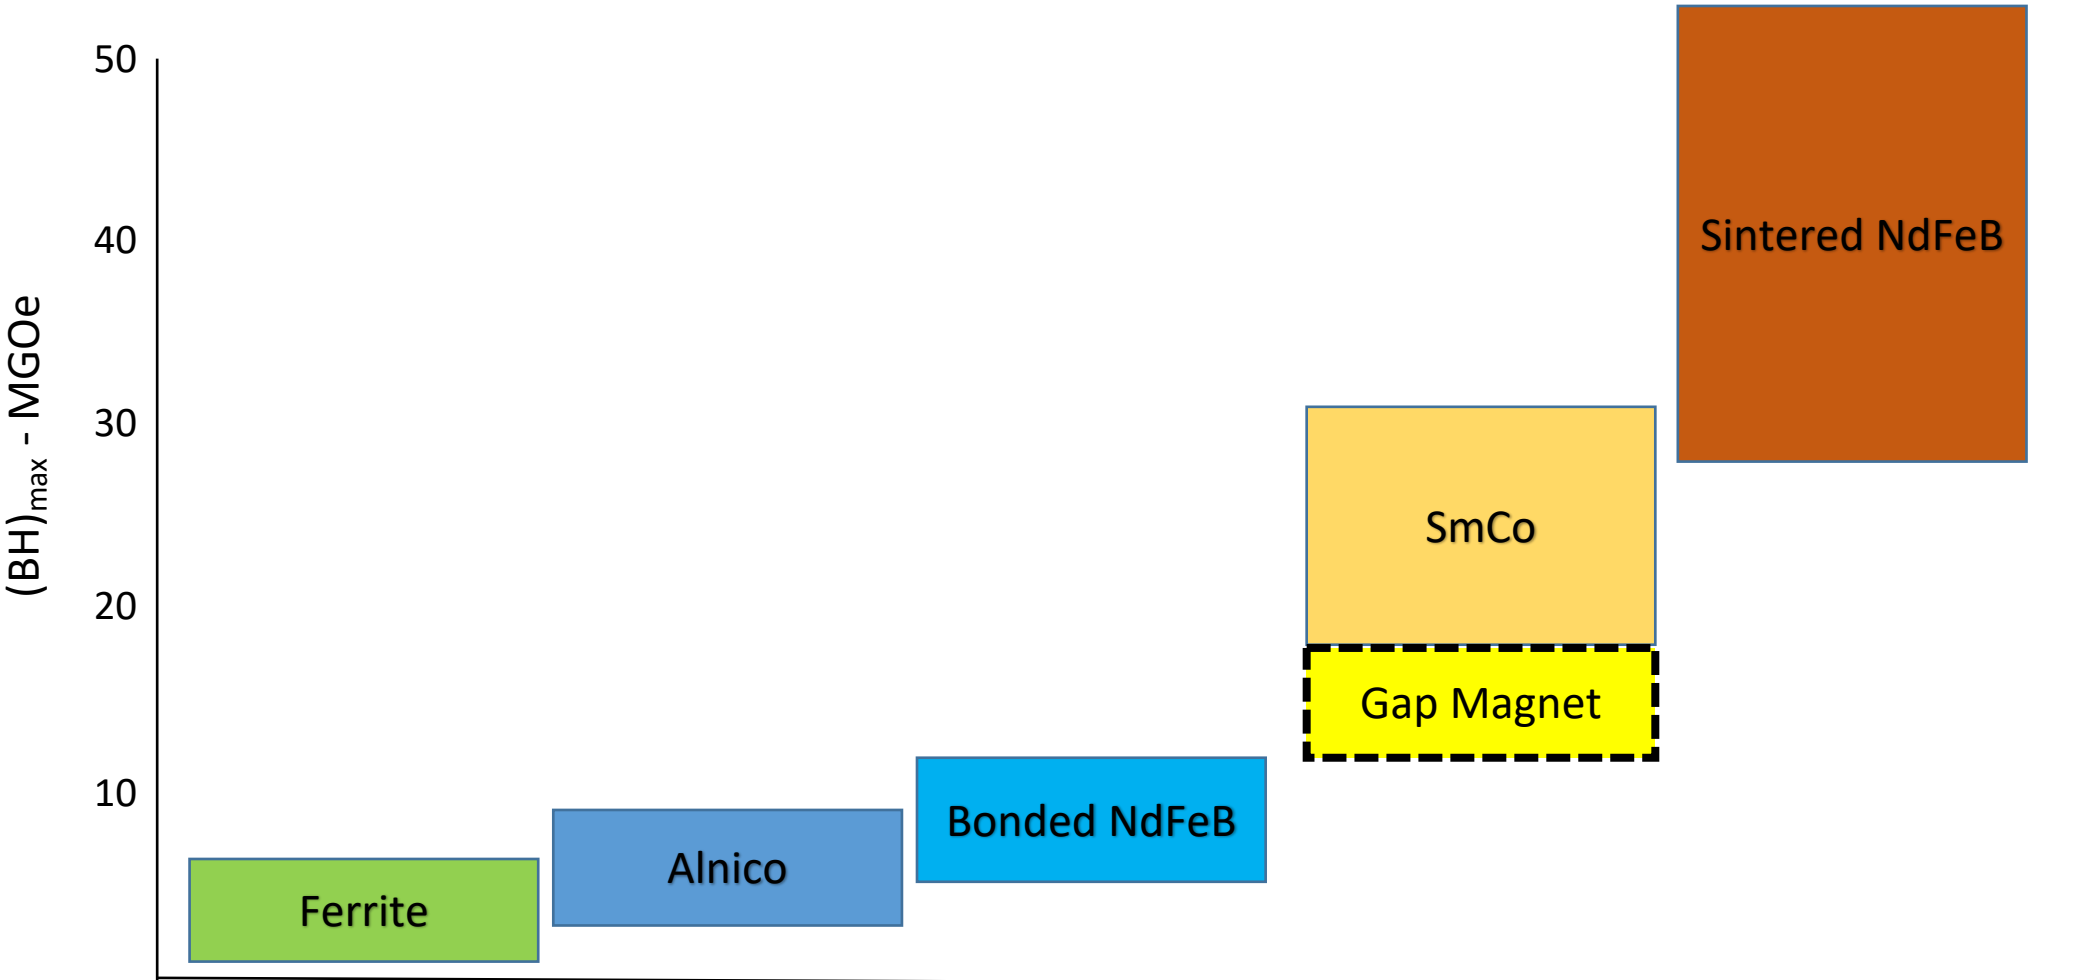 50
40
30
20
10
(BH)max - MGOe
Ferrite
Alnico
Bonded NdFeB
SmCo
Gap Magnet
Sintered NdFeB